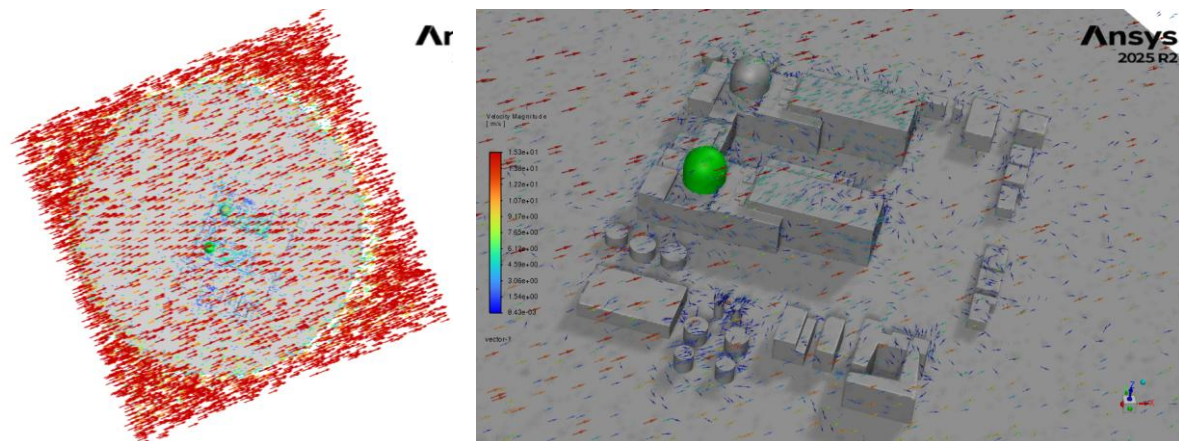 Ar
Ansys
2025 R2
Velocity Magnitude
[ m/s ]
1.53e+01
1.38e+01
1.22e+01
1.07e+01
9.17e+00
7.65e+00
6.12e+00
4.59e+00
3.06e+00
1.54e+00
8.43e-03
vector-1